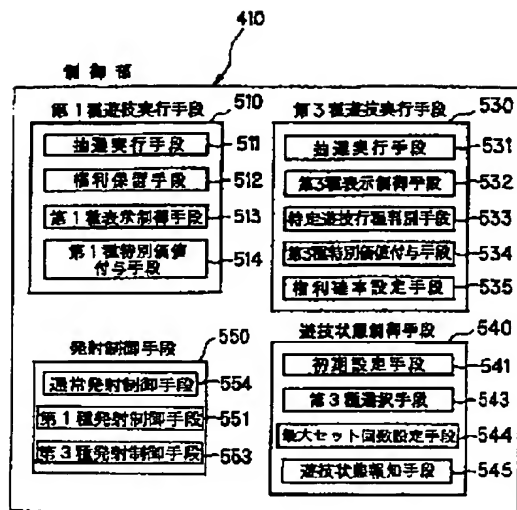 410
制御部
第1種遊技実行手段 510
抽選実行手段 511
権利保留手段 512
第1種表示制御手段 513
第1種特別価値
付与手段 514
第3種遊技実行手段 530
抽選実行手段 531
第3種表示制御手段 532
特定遊技行程判別手段 533
第3種特別価値付与手段 534
権利確率設定手段 535
発射制御手段 550
通常発射制御手段 554
第1種発射制御手段 551
第3種発射制御手段 553
遊技状態制御手段 540
初期設定手段 541
第3種選択手段 543
最大セット回数設定手段 544
遊技状態報知手段 545